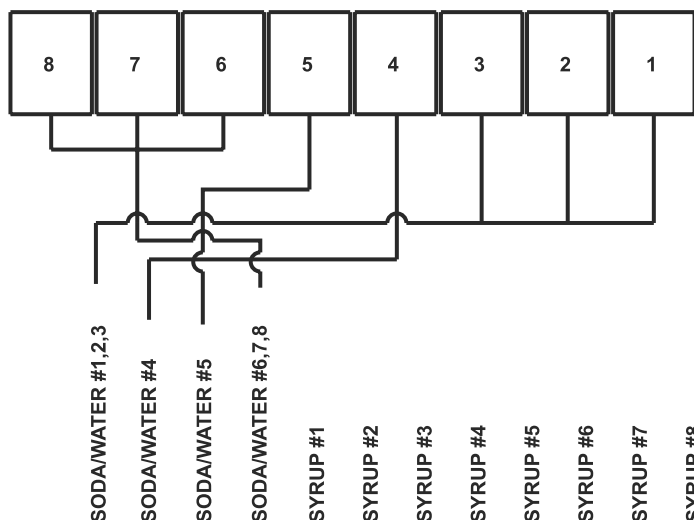 8 7 6 5 4 3 2 1
SODA/WATER #1,2,3
SODA/WATER #4
SODA/WATER #5
SODA/WATER #6,7,8
SYRUP #1
SYRUP #2
SYRUP #3
SYRUP #4
SYRUP #5
SYRUP #6
SYRUP #7
SYRUP #8